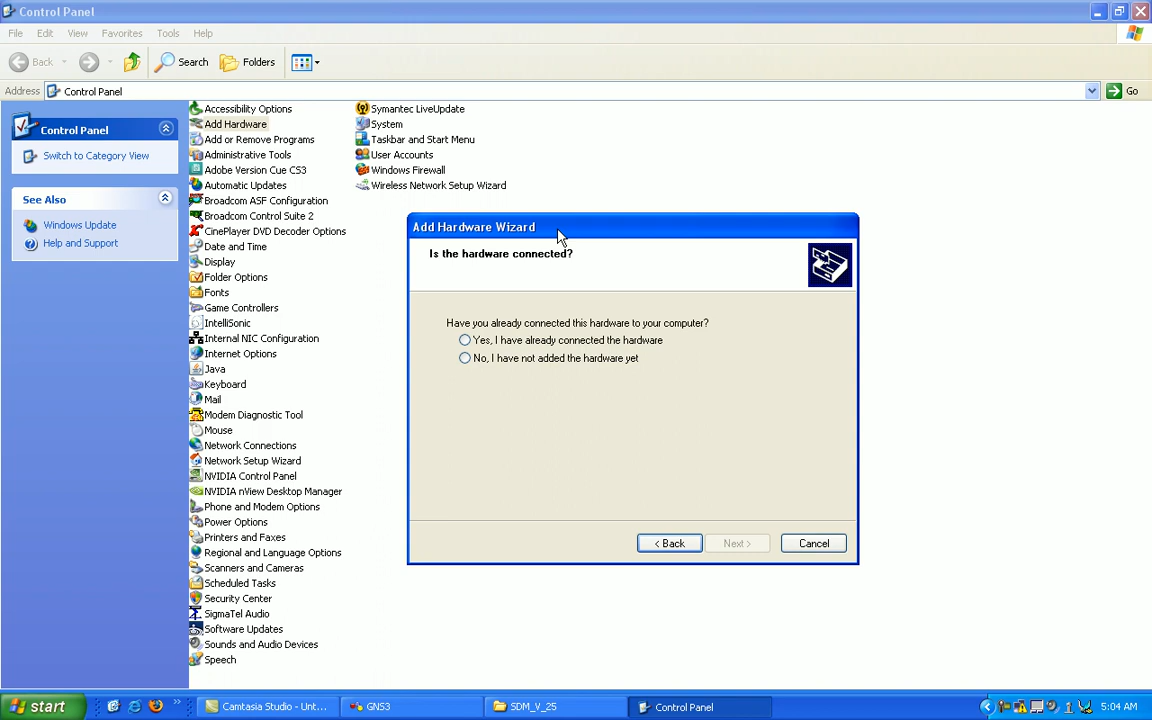 Control Panel
File Edit View Favorites Tools Help
Back Search Folders
Address Control Panel Go
Control Panel
Switch to Category View
See Also
Windows Update
Help and Support
Accessibility Options
Add Hardware
Add or Remove Programs
Administrative Tools
Adobe Version Cue CS3
Automatic Updates
Broadcom ASF Configuration
Broadcom Control Suite 2
CinePlayer DVD Decoder Options
Date and Time
Display
Folder Options
Fonts
Game Controllers
IntelliSonic
Internal NIC Configuration
Internet Options
Java
Keyboard
Mail
Modem Diagnostic Tool
Mouse
Network Connections
Network Setup Wizard
NVIDIA Control Panel
NVIDIA nView Desktop Manager
Phone and Modem Options
Power Options
Printers and Faxes
Regional and Language Options
Scanners and Cameras
Scheduled Tasks
Security Center
SigmaTel Audio
Software Updates
Sounds and Audio Devices
Speech
Symantec LiveUpdate
System
Taskbar and Start Menu
User Accounts
Windows Firewall
Wireless Network Setup Wizard
Add Hardware Wizard
Is the hardware connected?
Have you already connected this hardware to your computer?
Yes, I have already connected the hardware
No, I have not added the hardware yet
< Back Next > Cancel
start Camtasia Studio - Unt... GNS3 SDM_V_25 Control Panel 5:04 AM